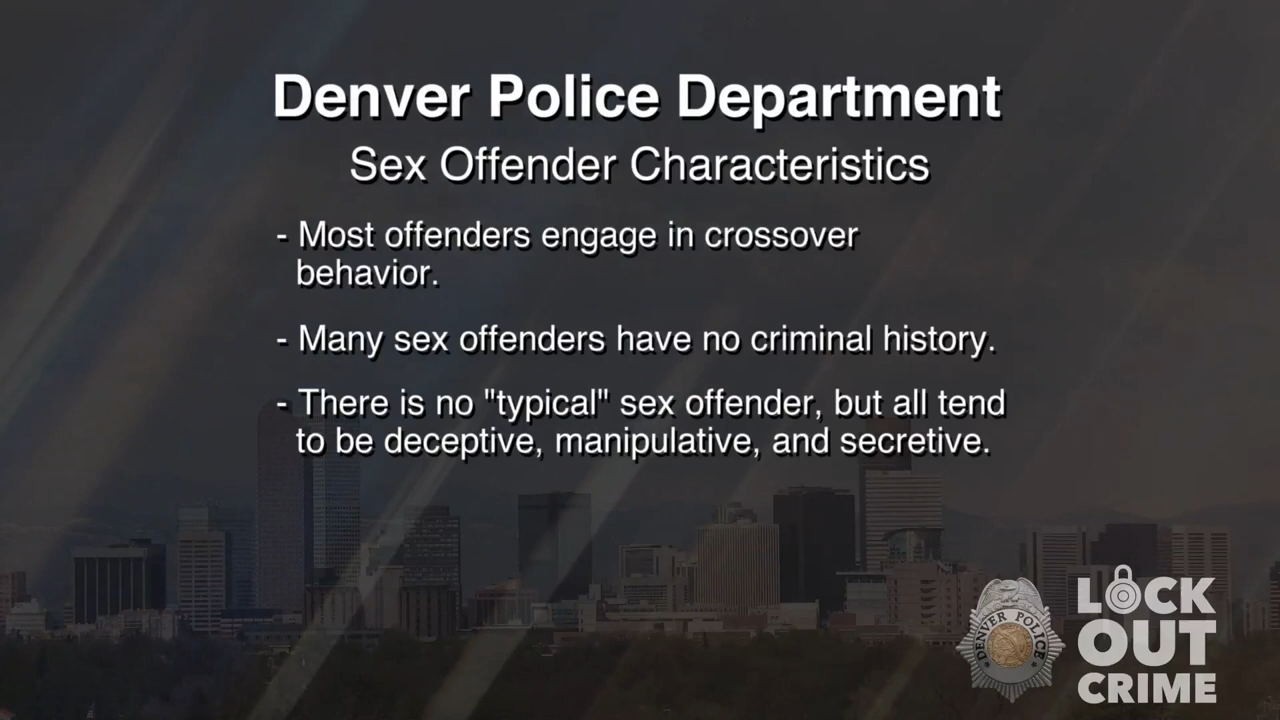 Denver Police Department
Sex Offender Characteristics
- Most offenders engage in crossover
behavior.
- Many sex offenders have no criminal history.
- There is no "typical" sex offender, but all tend
to be deceptive, manipulative, and secretive.
DENVER POLICE
LOCK
OUT
CRIME